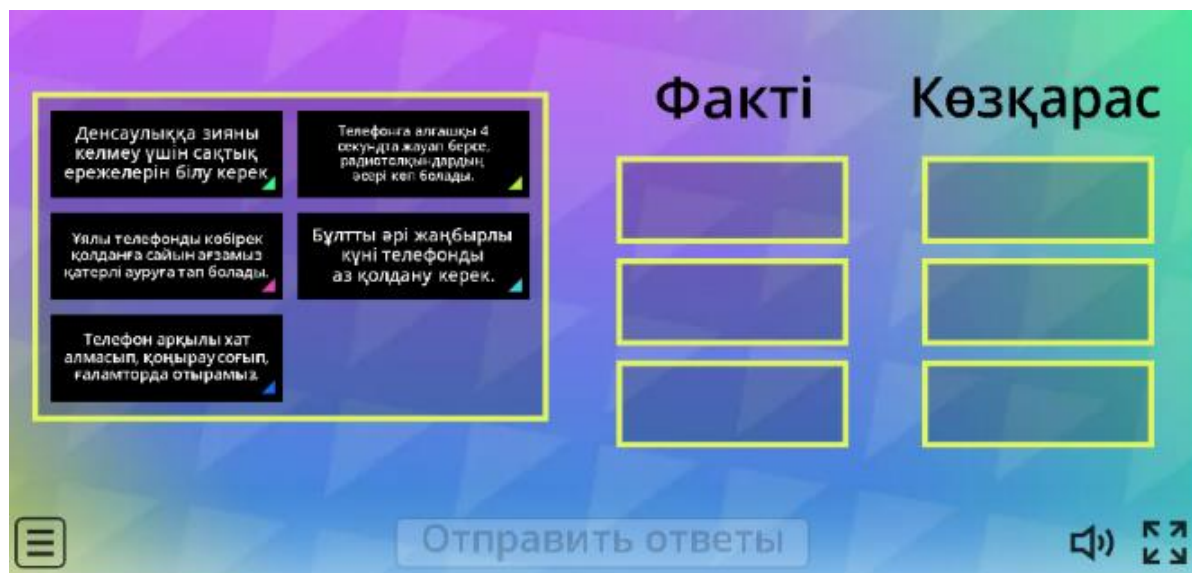 Факті
Көзқарас
Денсаулыққа зияны
келмеу үшін сақтық
ережелерін білу керек
Телефонға алғашқы 4
секундта жауап берсе,
радиотолқындардың
әсері көп болады.
Ұялы телефонды көбірек
қолданға сайын ағзамыз
қатерлі ауруға тап болады.
Бұлтты әрі жаңбырлы
күні телефонды
аз қолдану керек.
Телефон арқылы хат
алмасып, қоңырау соғып,
ғаламторда отырамыз.
Отправить ответы